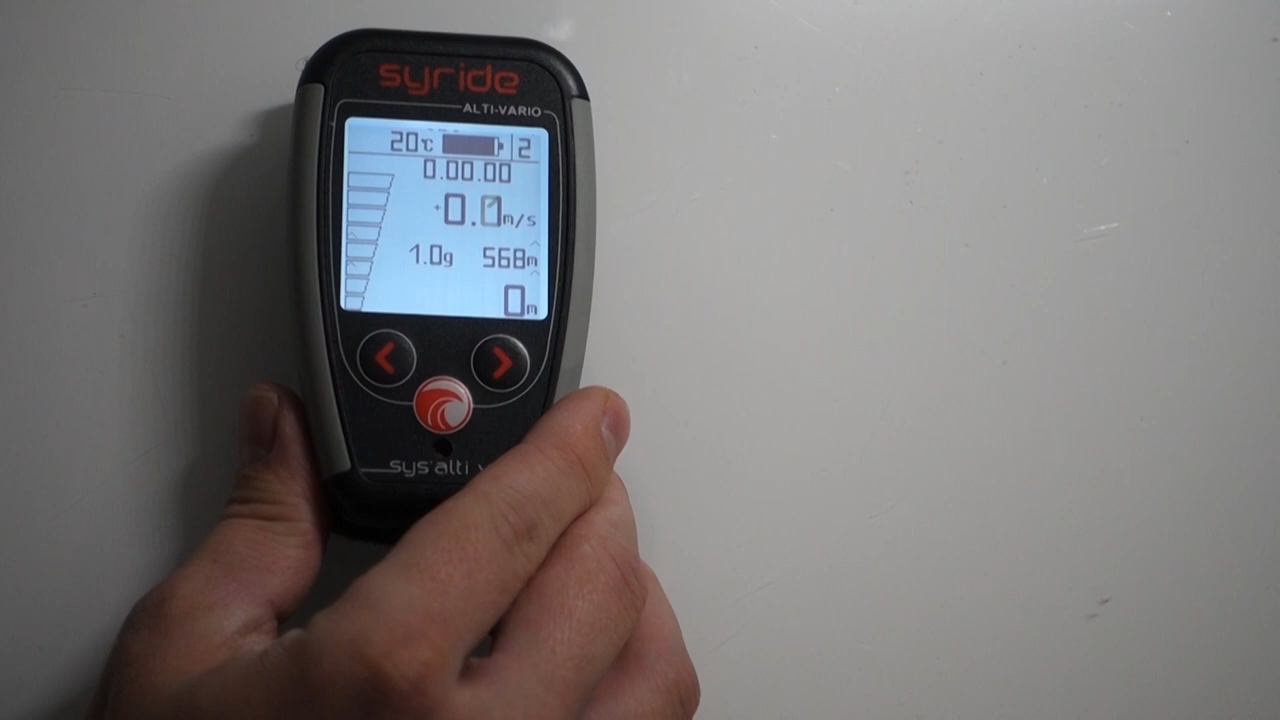 syride
ALTI-VARIO
20°C 2
0.00.00
+0.0m/s
1.0g 568m
0m
sys'alti